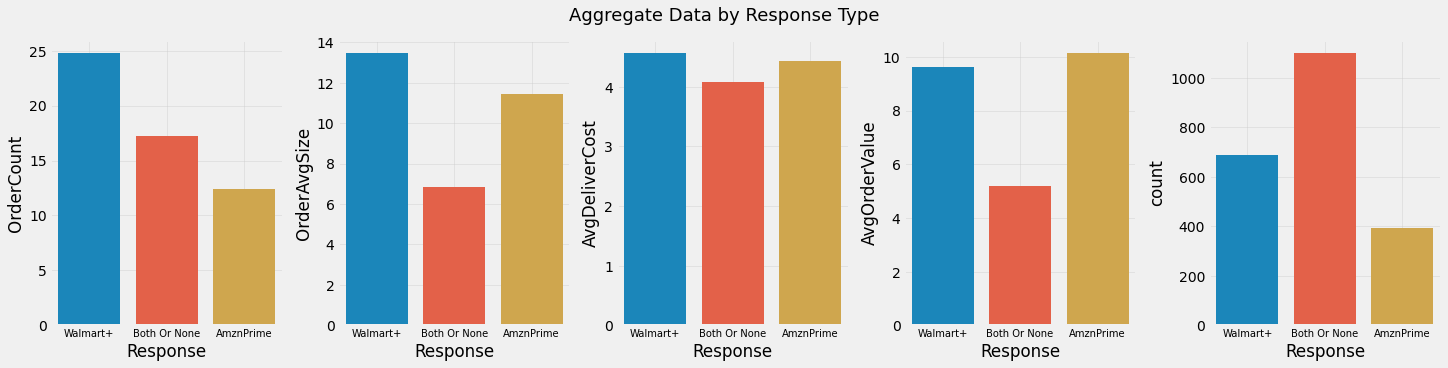 Aggregate Data by Response Type
OrderCount
25
20
15
10
5
0
Walmart+ Both Or None AmznPrime
Response
OrderAvgSize
14
12
10
8
6
4
2
0
Walmart+ Both Or None AmznPrime
Response
AvgDeliverCost
4
3
2
1
0
Walmart+ Both Or None AmznPrime
Response
AvgOrderValue
10
8
6
4
2
0
Walmart+ Both Or None AmznPrime
Response
count
1000
800
600
400
200
0
Walmart+ Both Or None AmznPrime
Response